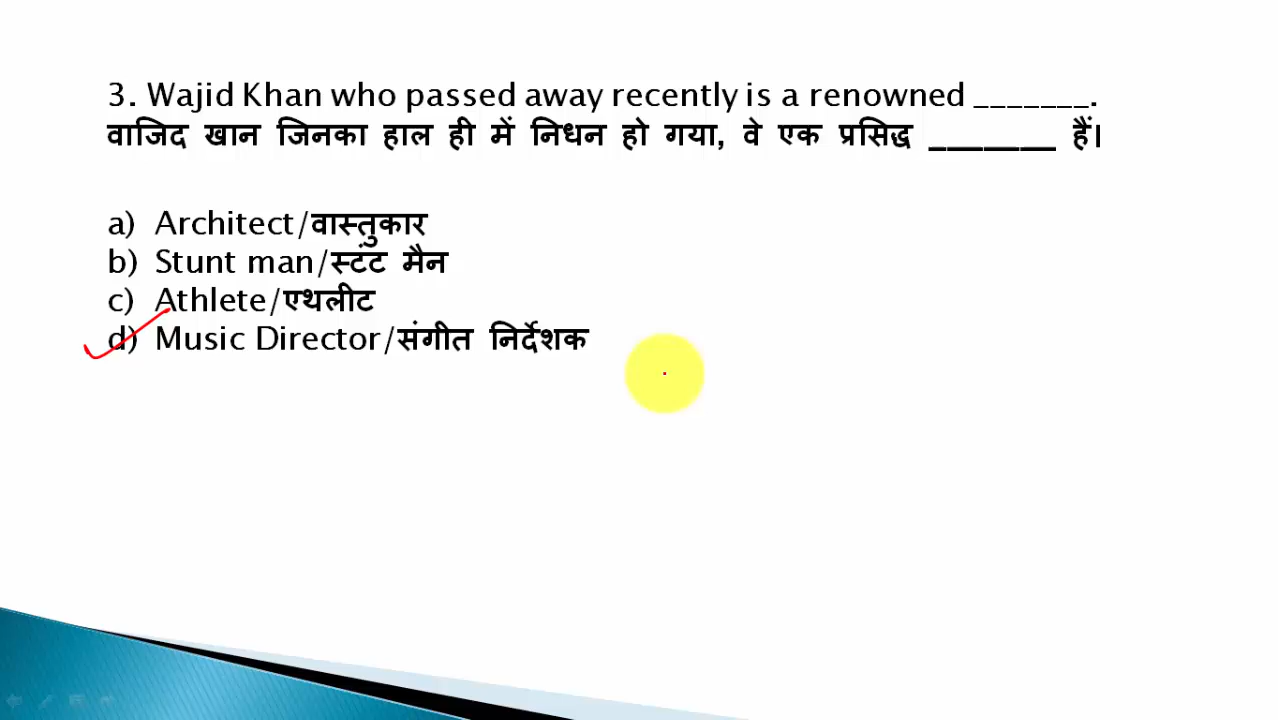 3. Wajid Khan who passed away recently is a renowned _______.
वाजिद खान जिनका हाल ही में निधन हो गया, वे एक प्रसिद्ध _______ हैं।
a) Architect/वास्तुकार
b) Stunt man/स्टंट मैन
c) Athlete/एथलीट
d) Music Director/संगीत निर्देशक